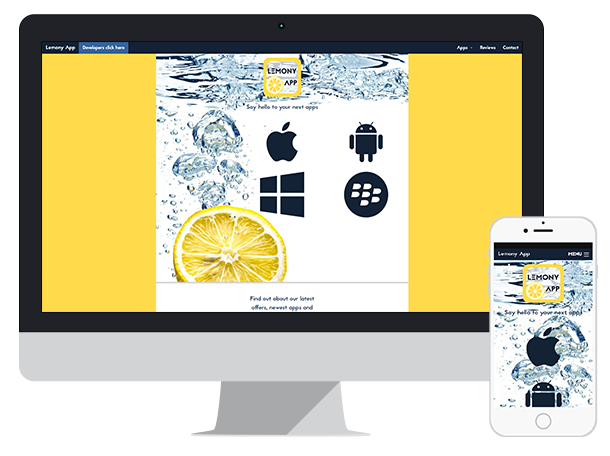 Lemony App Developers click here Apps Reviews Contact
LEMONY
APP
Say hello to your next apps
Find out about our latest
offers, newest apps and
Lemony App MENU
LEMONY
APP
Say hello to your next apps